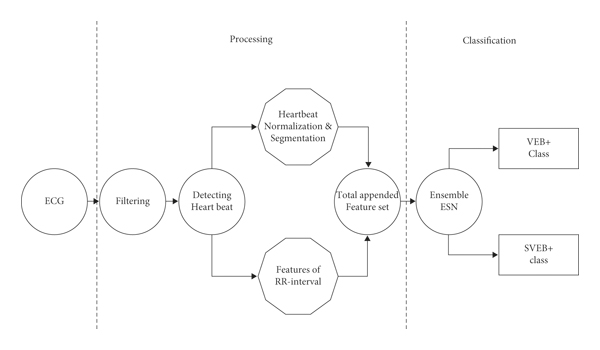 Processing
Classification
Heartbeat
Normalization &
Segmentation
VEB+
Class
ECG
Filtering
Detecting
Heart beat
Total appended
Feature set
Ensemble
ESN
Features of
RR-interval
SVEB+
class